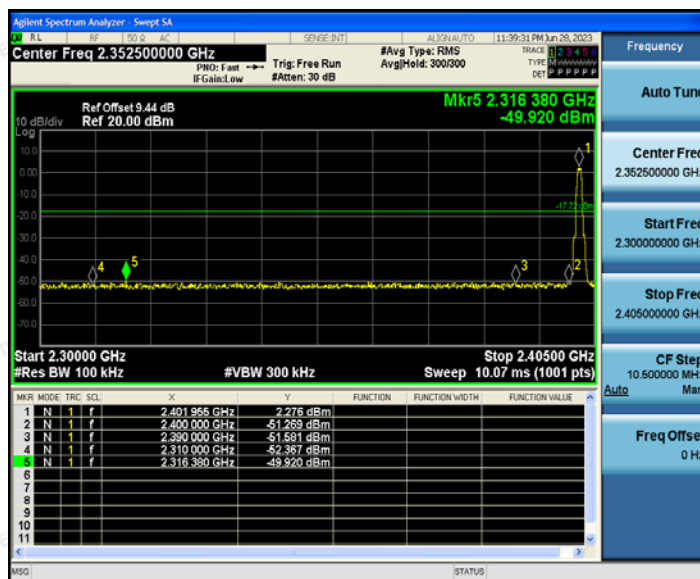 Agilent Spectrum Analyzer - Swept SA
RL RF 50 Ω AC SENSE:INT ALIGNAUTO 11:39:31 PM Jun 28, 2023
Center Freq 2.352500000 GHz
#Avg Type: RMS
TRACE 1 2 3 4 5 6
PNO: Fast
Trig: Free Run
Avg|Hold: 300/300
TYPE M
IFGain:Low
#Atten: 30 dB
DET P P P P P P
Ref Offset 9.44 dB
Mkr5 2.316 380 GHz
10 dB/div Ref 20.00 dBm
-49.920 dBm
Log
10.0
0.00
-10.0
-20.0
-30.0
-40.0
-50.0
-60.0
-70.0
1
-17.72 dBm
4
5
3
2
Start 2.30000 GHz
Stop 2.40500 GHz
#Res BW 100 kHz
#VBW 300 kHz
Sweep 10.07 ms (1001 pts)
MKR MODE TRC SCL X Y FUNCTION FUNCTION WIDTH FUNCTION VALUE
1 N 1 f 2.401 955 GHz 2.276 dBm
2 N 1 f 2.400 000 GHz -51.269 dBm
3 N 1 f 2.390 000 GHz -51.581 dBm
4 N 1 f 2.310 000 GHz -52.367 dBm
5 N 1 f 2.316 380 GHz -49.920 dBm
6
7
8
9
10
11
MSG
STATUS
Frequency
Auto Tune
Center Freq
2.352500000 GHz
Start Freq
2.300000000 GHz
Stop Freq
2.405000000 GHz
CF Step
10.500000 MHz
Auto Man
Freq Offset
0 Hz